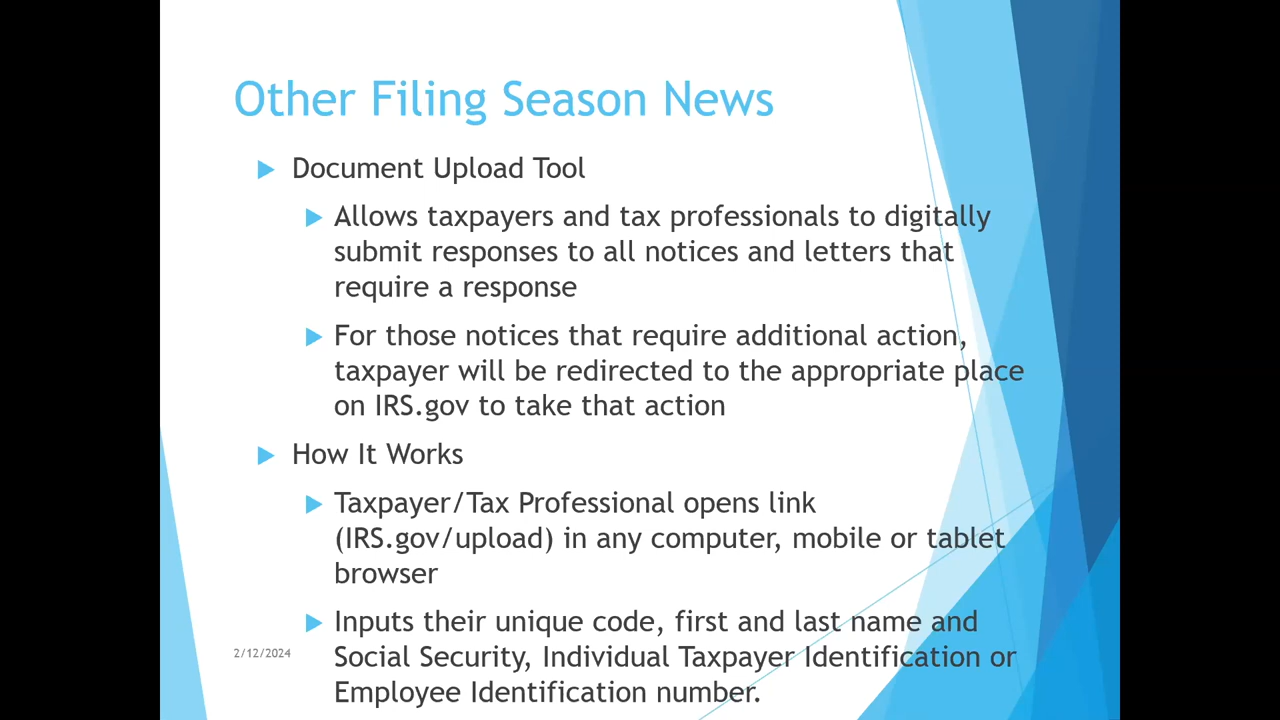 Other Filing Season News
Document Upload Tool
Allows taxpayers and tax professionals to digitally
submit responses to all notices and letters that
require a response
For those notices that require additional action,
taxpayer will be redirected to the appropriate place
on IRS.gov to take that action
How It Works
Taxpayer/Tax Professional opens link
(IRS.gov/upload) in any computer, mobile or tablet
browser
Inputs their unique code, first and last name and
Social Security, Individual Taxpayer Identification or
Employee Identification number.
2/12/2024